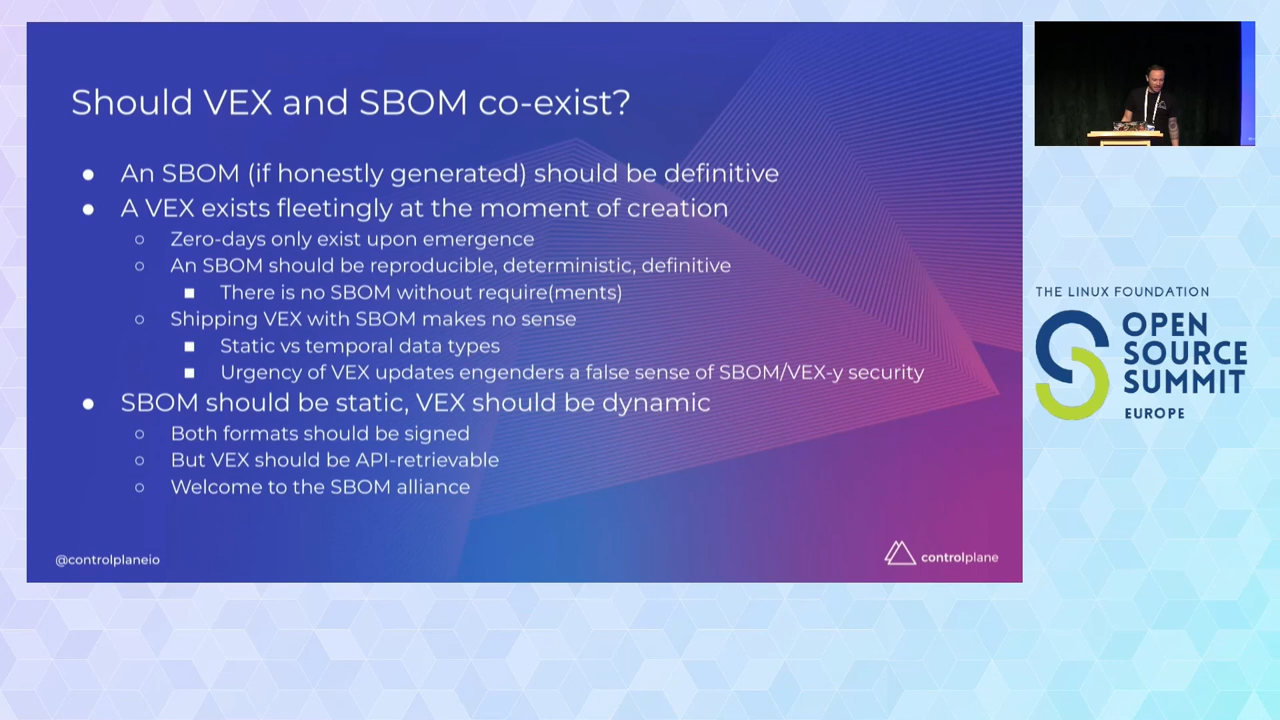 Should VEX and SBOM co-exist?
● An SBOM (if honestly generated) should be definitive
● A VEX exists fleetingly at the moment of creation
○ Zero-days only exist upon emergence
○ An SBOM should be reproducible, deterministic, definitive
■ There is no SBOM without require(ments)
○ Shipping VEX with SBOM makes no sense
■ Static vs temporal data types
■ Urgency of VEX updates engenders a false sense of SBOM/VEX-y security
● SBOM should be static, VEX should be dynamic
○ Both formats should be signed
○ But VEX should be API-retrievable
○ Welcome to the SBOM alliance
@controlplaneio
controlplane
THE LINUX FOUNDATION
OPEN
SOURCE
SUMMIT
EUROPE